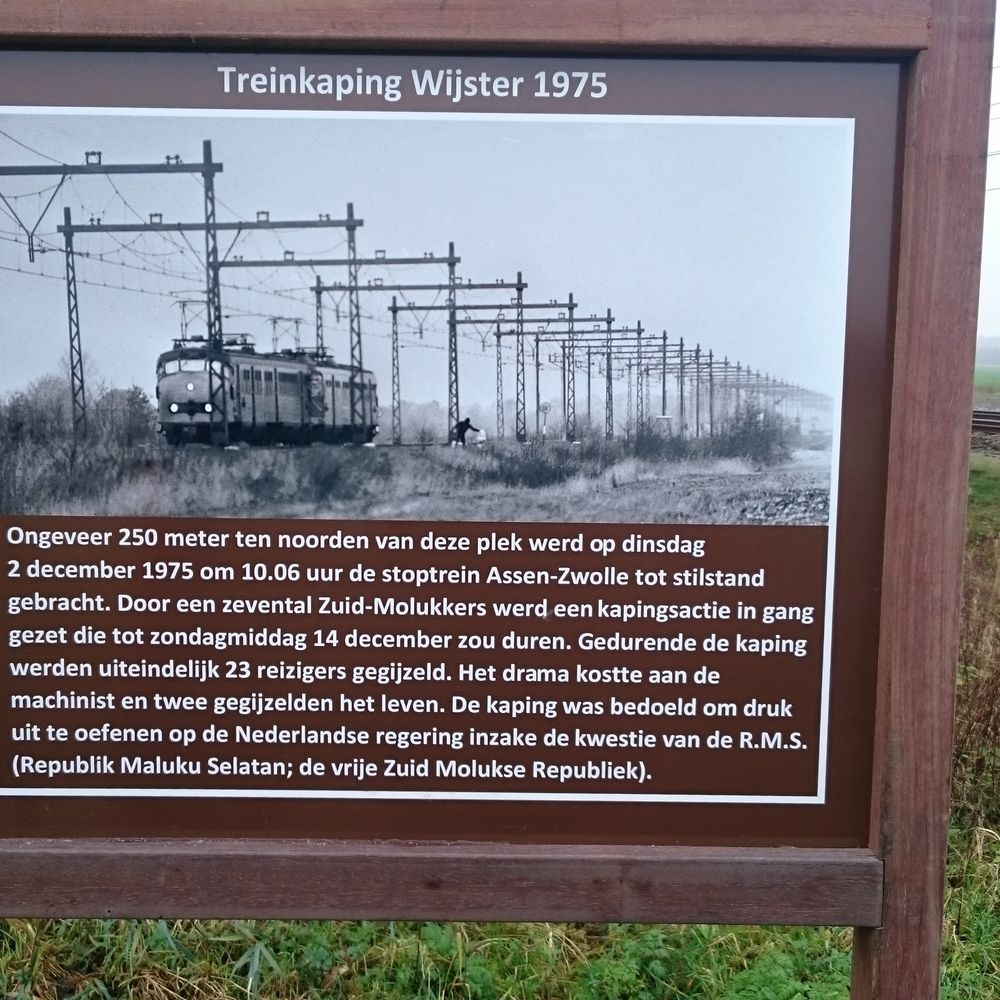 Treinkaping Wijster 1975
Ongeveer 250 meter ten noorden van deze plek werd op dinsdag
2 december 1975 om 10.06 uur de stoptrein Assen-Zwolle tot stilstand
gebracht. Door een zevental Zuid-Molukkers werd een kapingsactie in gang
gezet die tot zondagmiddag 14 december zou duren. Gedurende de kaping
werden uiteindelijk 23 reizigers gegijzeld. Het drama kostte aan de
machinist en twee gegijzelden het leven. De kaping was bedoeld om druk
uit te oefenen op de Nederlandse regering inzake de kwestie van de R.M.S.
(Republik Maluku Selatan; de vrije Zuid Molukse Republiek).